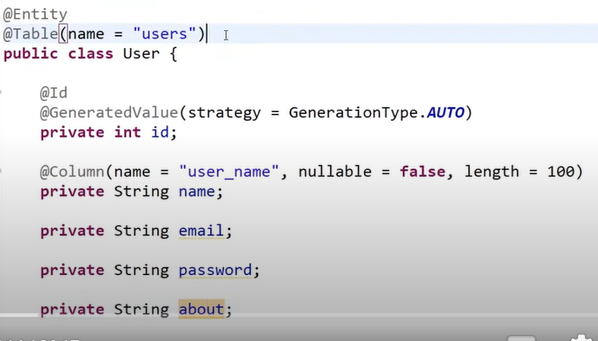 @Entity
@Table(name = "users")
public class User {
@Id
@GeneratedValue(strategy = GenerationType.AUTO)
private int id;
@Column(name = "user_name", nullable = false, length = 100)
private String name;
private String email;
private String password;
private String about;